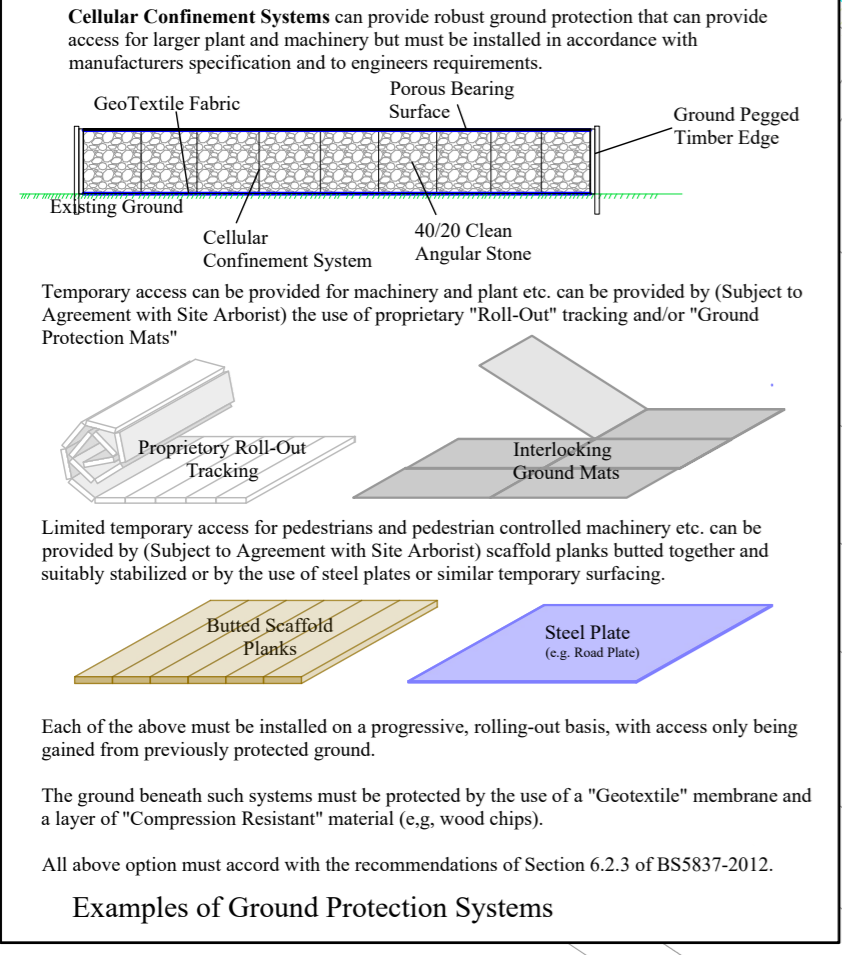 Cellular Confinement Systems can provide robust ground protection that can provide
access for larger plant and machinery but must be installed in accordance with
manufacturers specification and to engineers requirements.
GeoTextile Fabric
Porous Bearing
Surface
Ground Pegged
Timber Edge
Existing Ground
Cellular
Confinement System
40/20 Clean
Angular Stone
Temporary access can be provided for machinery and plant etc. can be provided by (Subject to
Agreement with Site Arborist) the use of proprietary "Roll-Out" tracking and/or "Ground
Protection Mats"
Proprietory Roll-Out
Tracking
Interlocking
Ground Mats
Limited temporary access for pedestrians and pedestrian controlled machinery etc. can be
provided by (Subject to Agreement with Site Arborist) scaffold planks butted together and
suitably stabilized or by the use of steel plates or similar temporary surfacing.
Butted Scaffold
Planks
Steel Plate
(e.g. Road Plate)
Each of the above must be installed on a progressive, rolling-out basis, with access only being
gained from previously protected ground.
The ground beneath such systems must be protected by the use of a "Geotextile" membrane and
a layer of "Compression Resistant" material (e,g, wood chips).
All above option must accord with the recommendations of Section 6.2.3 of BS5837-2012.
Examples of Ground Protection Systems